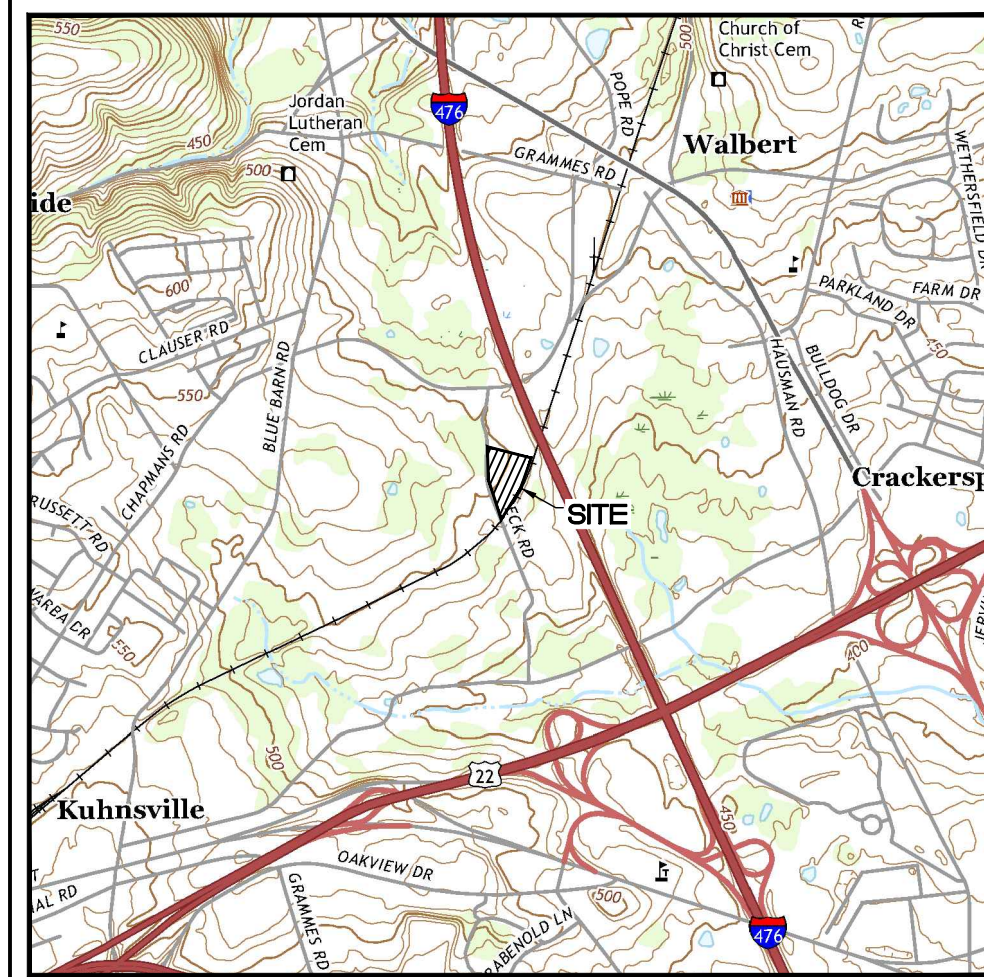 550
Church of
Christ Cem
500
476
POPE RD
Jordan
Lutheran
Cem
450
Walbert
GRAMMES RD
500
WETHERSFIELD DR
ide
600
PARKLAND DR
FARM DR
CLAUSER RD
450
550
BLUE BARN RD
HAUSMAN RD
BULLDOG DR
CHAPMANS RD
Crackersp
RUSSETT RD
SITE
ECK RD
WARBA DR
550
400
500
22
Kuhnsville
450
OAKVIEW DR
IAL RD
GRAMMES RD
500
RABENOLD LN
476